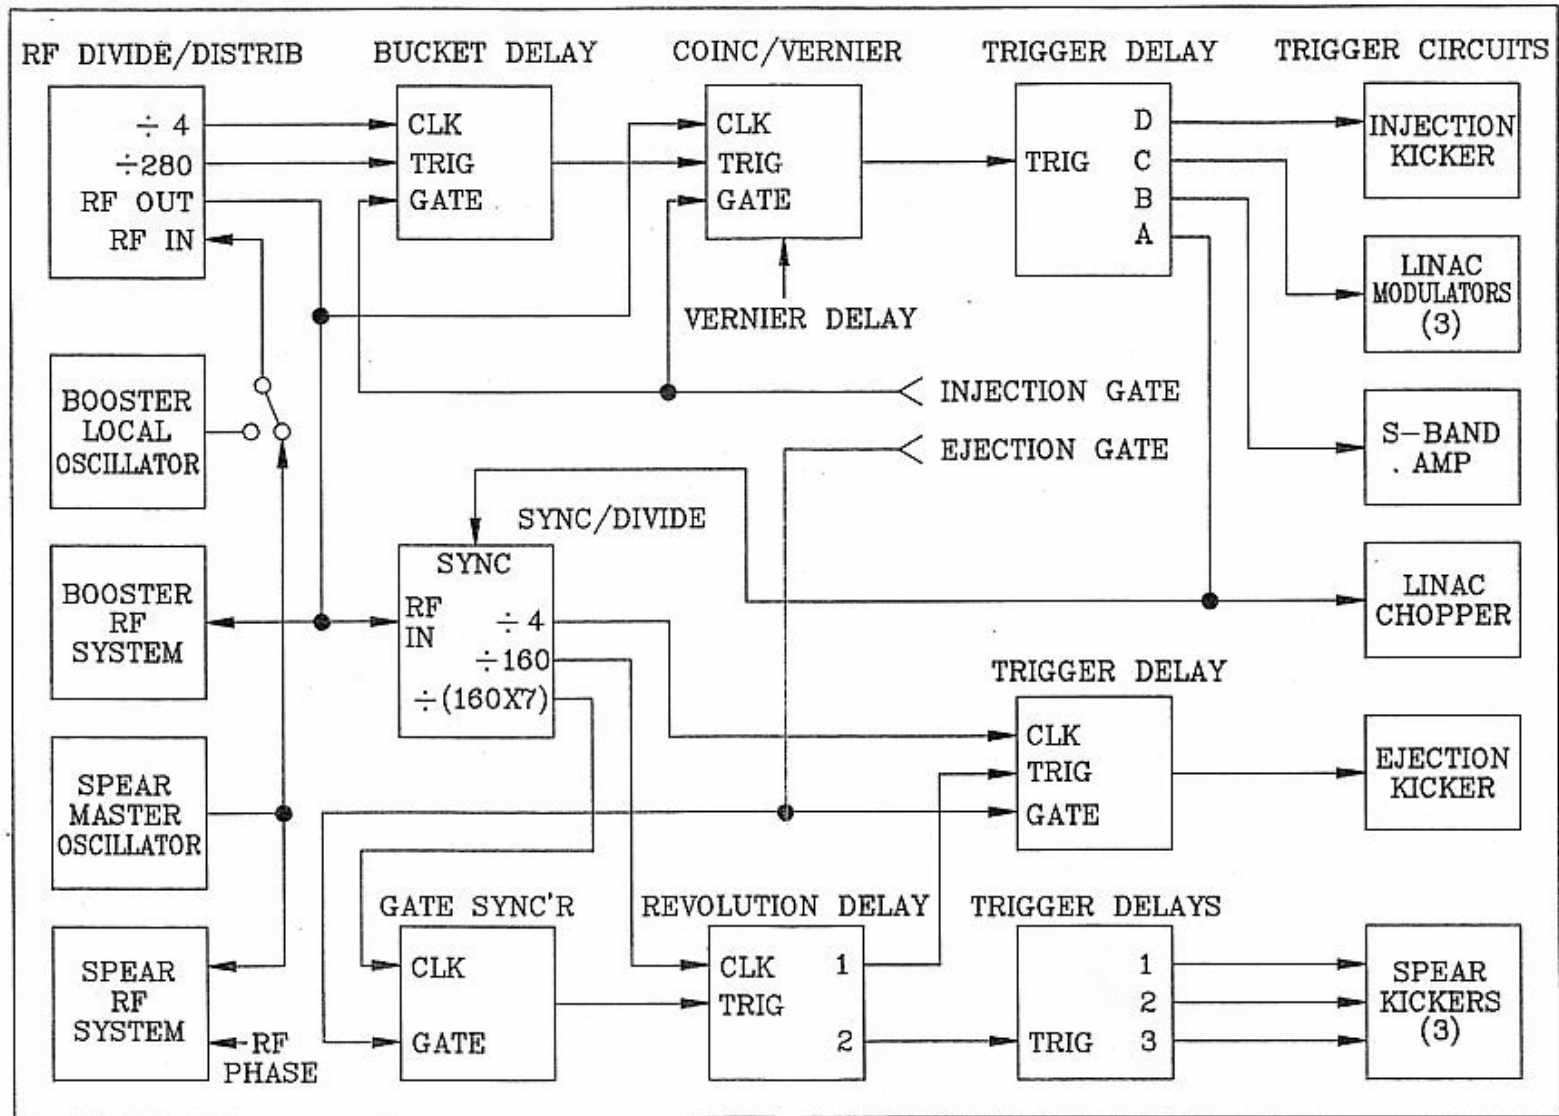 RF DIVIDE/DISTRIB
÷ 4
÷280
RF OUT
RF IN
BUCKET DELAY
CLK
TRIG
GATE
COINC/VERNIER
CLK
TRIG
GATE
VERNIER DELAY
TRIGGER DELAY
TRIG
D
C
B
A
TRIGGER CIRCUITS
INJECTION
KICKER
LINAC
MODULATORS
(3)
S-BAND
AMP
LINAC
CHOPPER
INJECTION GATE
EJECTION GATE
BOOSTER
LOCAL
OSCILLATOR
BOOSTER
RF
SYSTEM
SPEAR
MASTER
OSCILLATOR
SPEAR
RF
SYSTEM
RF
PHASE
SYNC/DIVIDE
SYNC
RF
IN
÷ 4
÷160
÷(160X7)
TRIGGER DELAY
CLK
TRIG
GATE
EJECTION
KICKER
GATE SYNC'R
CLK
GATE
REVOLUTION DELAY
CLK
TRIG
1
2
TRIGGER DELAYS
TRIG
1
2
3
SPEAR
KICKERS
(3)